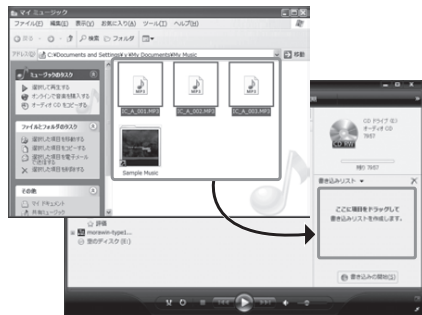 マイ ミュージック
ファイル(F) 編集(E) 表示(V) お気に入り(A) ツール(T) ヘルプ(H)
戻る 検索 フォルダ
アドレス(D) C:¥Documents and Settings¥y¥My Documents¥My Music 移動
ミュージックのタスク
選択して再生する
オンラインで音楽を購入する
オーディオ CD をコピーする
ファイルとフォルダのタスク
選択した項目を移動する
選択した項目をコピーする
選択した項目を電子メールで送信する
選択した項目を削除する
その他
マイ ドキュメント
共有ミュージック
MP3
MP3
MP3
IC_A_001.MP3
IC_A_002.MP3
IC_A_003.MP3
Sample Music
評価
空のディスク (E:)
CD ドライブ (E:)
オーディオ CD
CD-RW
書き込みリスト
ここに項目をドラッグして
書き込みリストを作成します。
書き込みの開始(S)